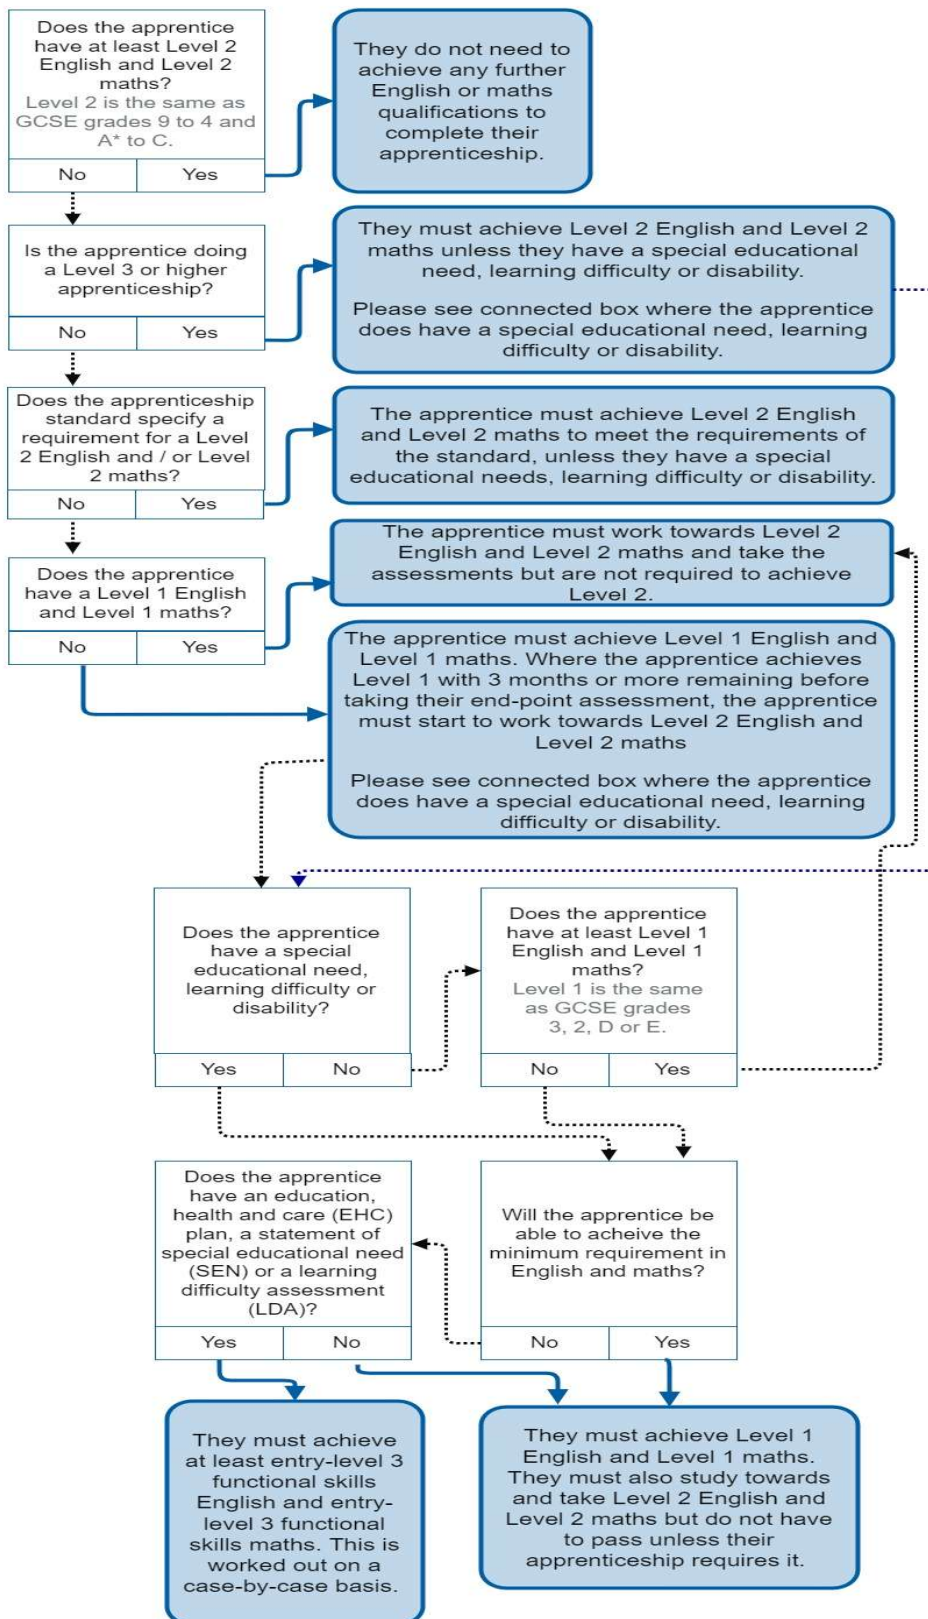 Does the apprentice
have at least Level 2
English and Level 2
maths?
Level 2 is the same as
GCSE grades 9 to 4 and
A* to C.
No
Yes
They do not need to
achieve any further
English or maths
qualifications to
complete their
apprenticeship.
Is the apprentice doing
a Level 3 or higher
apprenticeship?
No
Yes
They must achieve Level 2 English and Level 2
maths unless they have a special educational
need, learning difficulty or disability.
Please see connected box where the apprentice
does have a special educational need, learning
difficulty or disability.
Does the apprenticeship
standard specify a
requirement for a Level
2 English and / or Level
2 maths?
No
Yes
The apprentice must achieve Level 2 English
and Level 2 maths to meet the requirements of
the standard, unless they have a special
educational needs, learning difficulty or disability.
Does the apprentice
have a Level 1 English
and Level 1 maths?
No
Yes
The apprentice must work towards Level 2
English and Level 2 maths and take the
assessments but are not required to achieve
Level 2.
The apprentice must achieve Level 1 English and
Level 1 maths. Where the apprentice achieves
Level 1 with 3 months or more remaining before
taking their end-point assessment, the apprentice
must start to work towards Level 2 English and
Level 2 maths
Please see connected box where the apprentice
does have a special educational need, learning
difficulty or disability.
Does the apprentice
have a special
educational need,
learning difficulty or
disability?
Yes
No
Does the apprentice
have at least Level 1
English and Level 1
maths?
Level 1 is the same
as GCSE grades
3, 2, D or E.
No
Yes
Does the apprentice
have an education,
health and care (EHC)
plan, a statement of
special educational need
(SEN) or a learning
difficulty assessment
(LDA)?
Yes
No
Will the apprentice be
able to acheive the
minimum requirement in
English and maths?
No
Yes
They must achieve
at least entry-level 3
functional skills
English and entry-
level 3 functional
skills maths. This is
worked out on a
case-by-case basis.
They must achieve Level 1
English and Level 1 maths.
They must also study towards
and take Level 2 English and
Level 2 maths but do not have
to pass unless their
apprenticeship requires it.